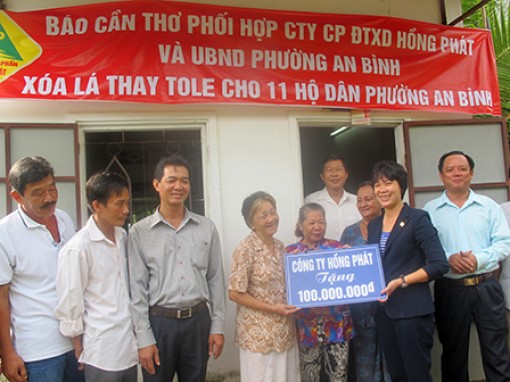 BÁO CẦN THƠ PHỐI HỢP CTY CP ĐTXD HỒNG PHÁT
VÀ UBND PHƯỜNG AN BÌNH
XÓA LÁ THAY TOLE CHO 11 HỘ DÂN PHƯỜNG AN BÌNH
CÔNG TY HỒNG PHÁT
Tặng
100.000.000đ